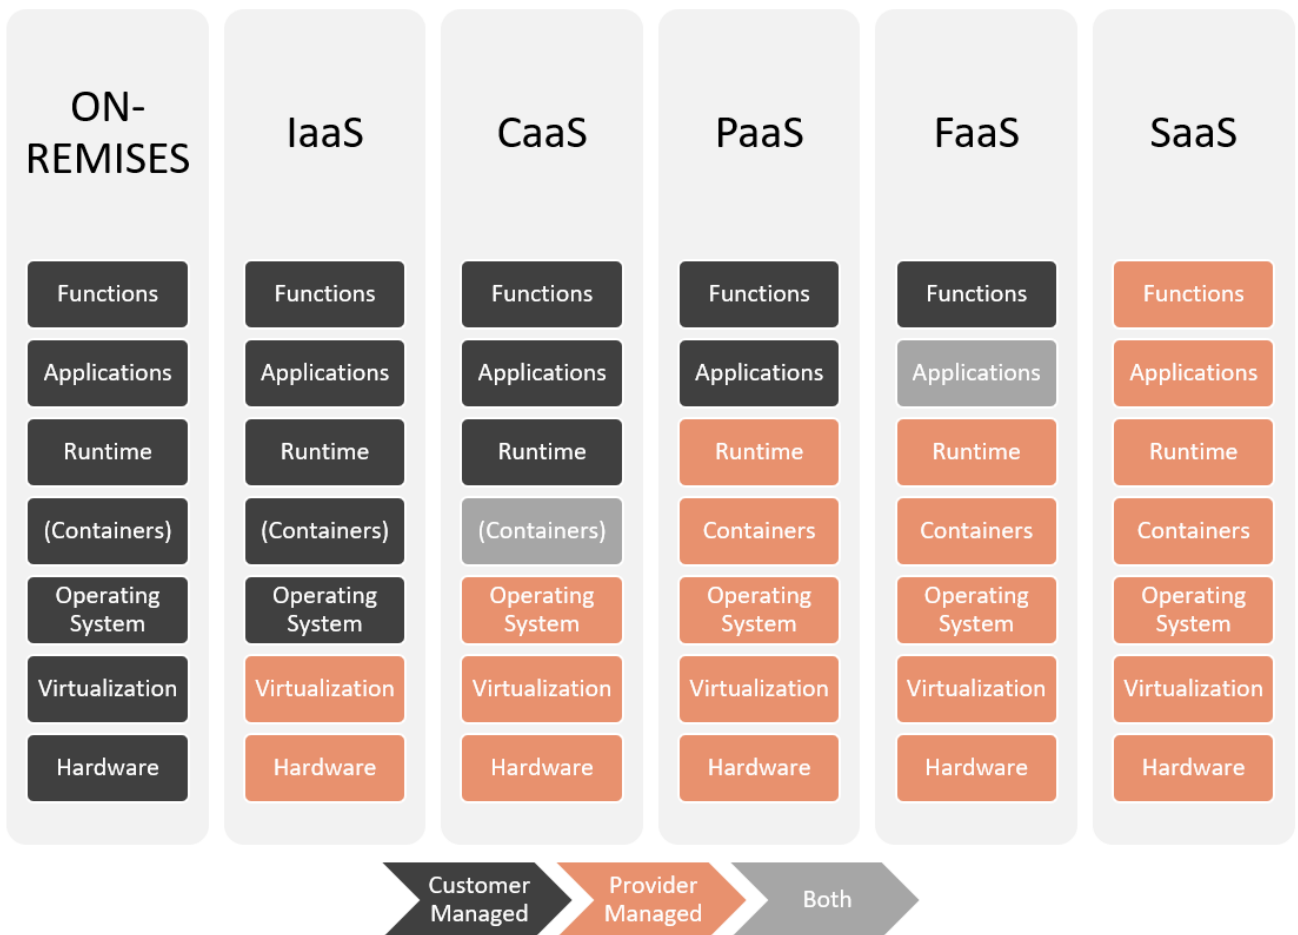 ON-
REMISES
IaaS
CaaS
PaaS
FaaS
SaaS
Functions
Functions
Functions
Functions
Functions
Functions
Applications
Applications
Applications
Applications
Applications
Applications
Runtime
Runtime
Runtime
Runtime
Runtime
Runtime
(Containers)
(Containers)
(Containers)
Containers
Containers
Containers
Operating
System
Operating
System
Operating
System
Operating
System
Operating
System
Operating
System
Virtualization
Virtualization
Virtualization
Virtualization
Virtualization
Virtualization
Hardware
Hardware
Hardware
Hardware
Hardware
Hardware
Customer
Managed
Provider
Managed
Both